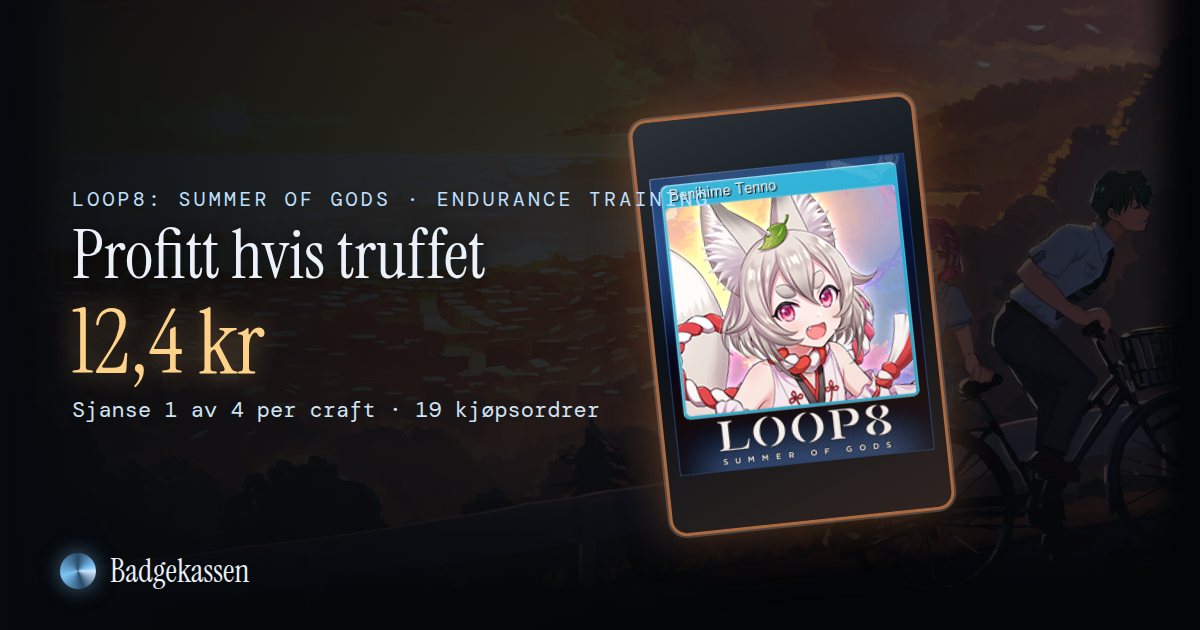 LOOP8: SUMMER OF GODS · ENDURANCE TRAINING
Profitt hvis truffet
12,4 kr
Sjanse 1 av 4 per craft · 19 kjøpsordrer
Benihime Tenno
LOOP8
SUMMER OF GODS
Badgekassen